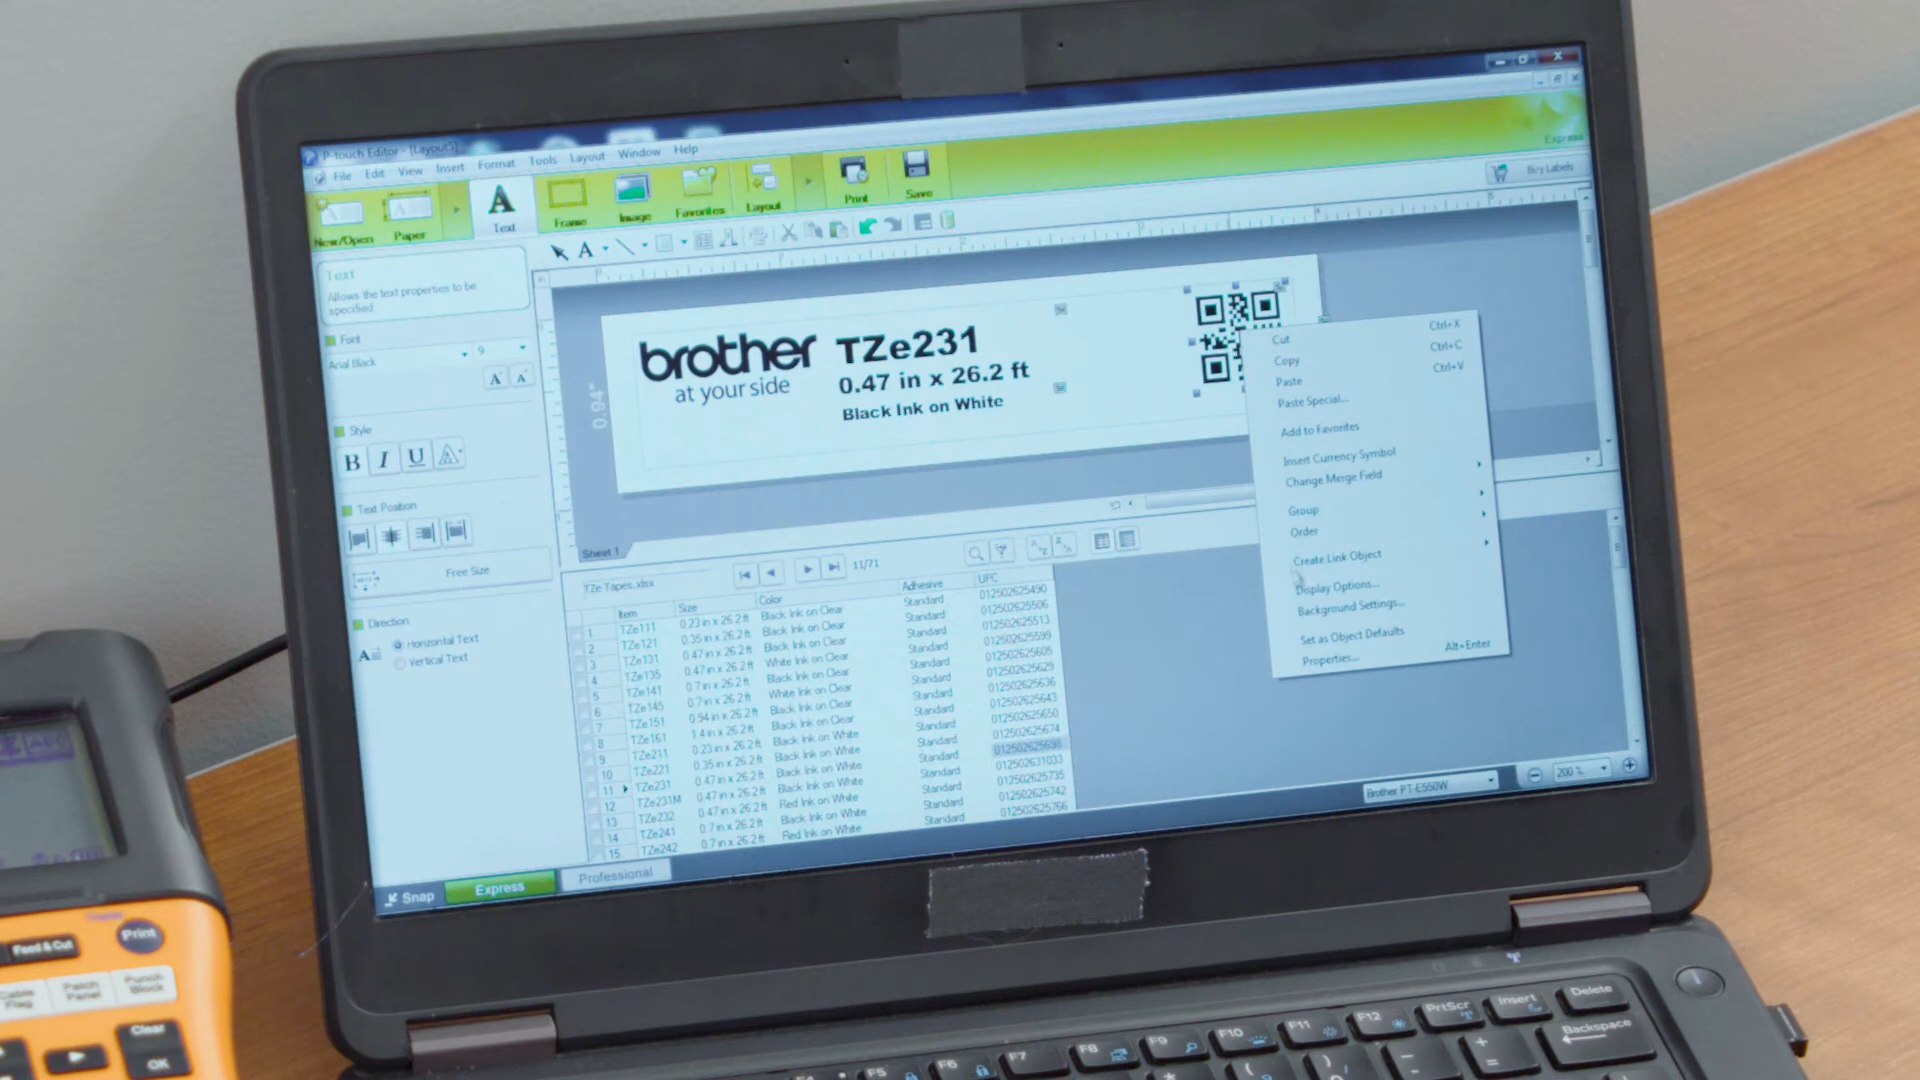 P-touch Editor - [Layout5]
File Edit View Insert Format Tools Layout Window Help
Express
New/Open Paper Text Frame Image Favorites Layout Print Save
Buy Labels
Text
Allows the text properties to be
specified.
Font
Arial Black 9
Style
B I U A
Text Position
Free Size
Direction
Horizontal Text
Vertical Text
0.94"
brother
at your side
TZe231
0.47 in x 26.2 ft
Black Ink on White
Cut Ctrl+X
Copy Ctrl+C
Paste Ctrl+V
Paste Special...
Add to Favorites
Insert Currency Symbol
Change Merge Field
Group
Order
Create Link Object
Display Options...
Background Settings...
Set as Object Defaults
Properties... Alt+Enter
Sheet 1
TZe Tapes.xlsx
11/71
Item Size Color Adhesive UPC
1 TZe111 0.23 in x 26.2 ft Black Ink on Clear Standard 012502625490
2 TZe121 0.35 in x 26.2 ft Black Ink on Clear Standard 012502625506
3 TZe131 0.47 in x 26.2 ft Black Ink on Clear Standard 012502625513
4 TZe135 0.47 in x 26.2 ft White Ink on Clear Standard 012502625599
5 TZe141 0.7 in x 26.2 ft Black Ink on Clear Standard 012502625605
6 TZe145 0.7 in x 26.2 ft White Ink on Clear Standard 012502625629
7 TZe151 0.94 in x 26.2 ft Black Ink on Clear Standard 012502625636
8 TZe161 1.4 in x 26.2 ft Black Ink on Clear Standard 012502625643
9 TZe211 0.23 in x 26.2 ft Black Ink on White Standard 012502625650
10 TZe221 0.35 in x 26.2 ft Black Ink on White Standard 012502625674
11 TZe231 0.47 in x 26.2 ft Black Ink on White Standard 012502625698
12 TZe231M 0.47 in x 26.2 ft Black Ink on White Standard 012502631033
13 TZe232 0.47 in x 26.2 ft Red Ink on White Standard 012502625735
14 TZe241 0.7 in x 26.2 ft Black Ink on White Standard 012502625742
15 TZe242 0.7 in x 26.2 ft Red Ink on White Standard 012502625766
Brother PT-E550W
200 %
Snap Express Professional
Feed & Cut Print
Cable Flag Patch Panel Punch Block
Clear
OK
F5 F6 F7 F8 F9 F10 F11 F12 PrtScr Insert Delete
Backspace